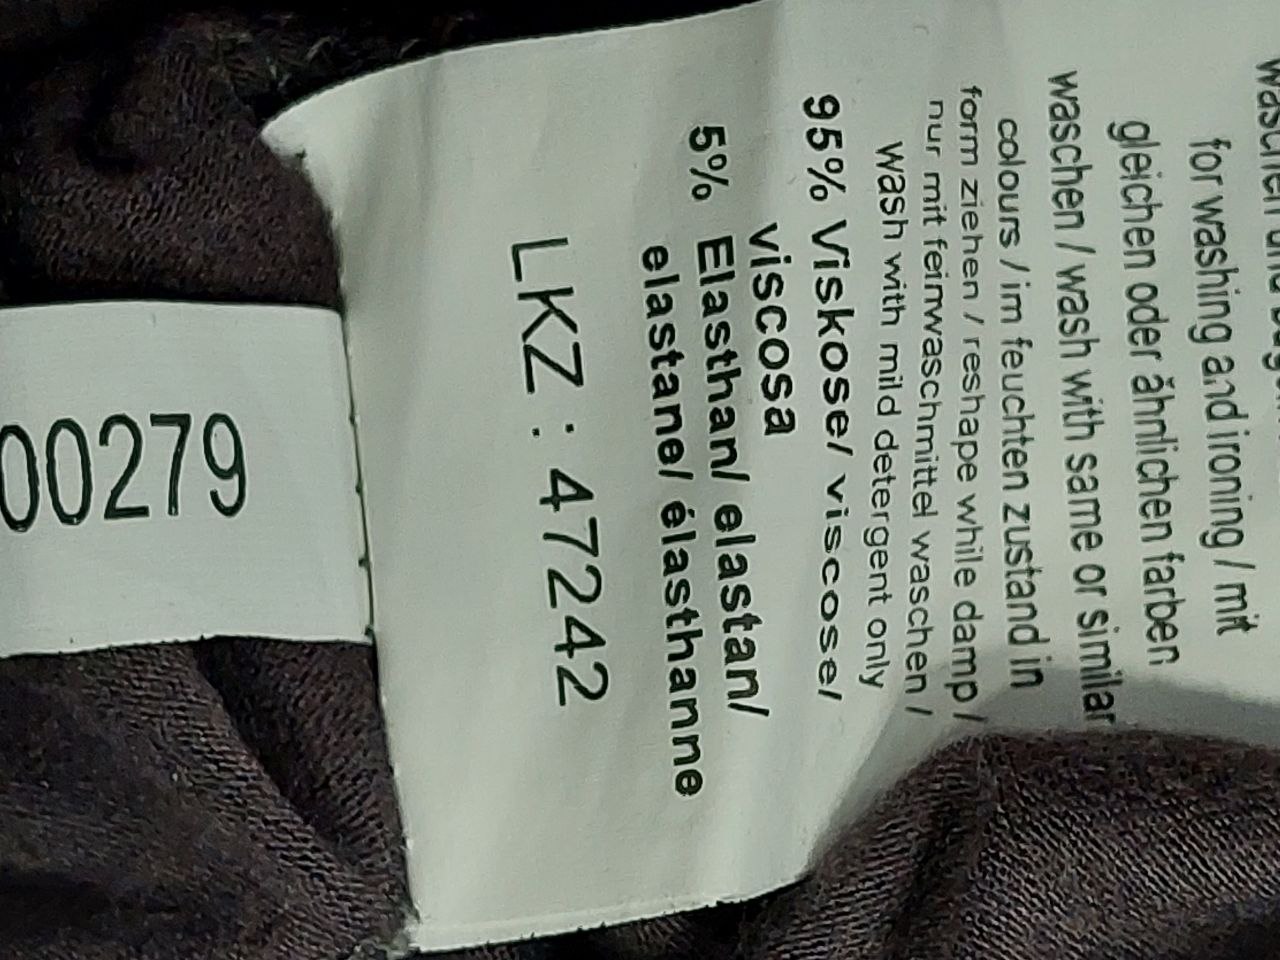 for washing and ironing / mit
gleichen oder ähnlichen farben
waschen / wash with same or similar
colours / im feuchten zustand in
form ziehen / reshape while damp /
nur mit feinwaschmittel waschen /
wash with mild detergent only
95% Viskose/ viscose/
viscosa
5% Elasthan/ elastan/
elastane/ élasthanne
LKZ: 47242
00279